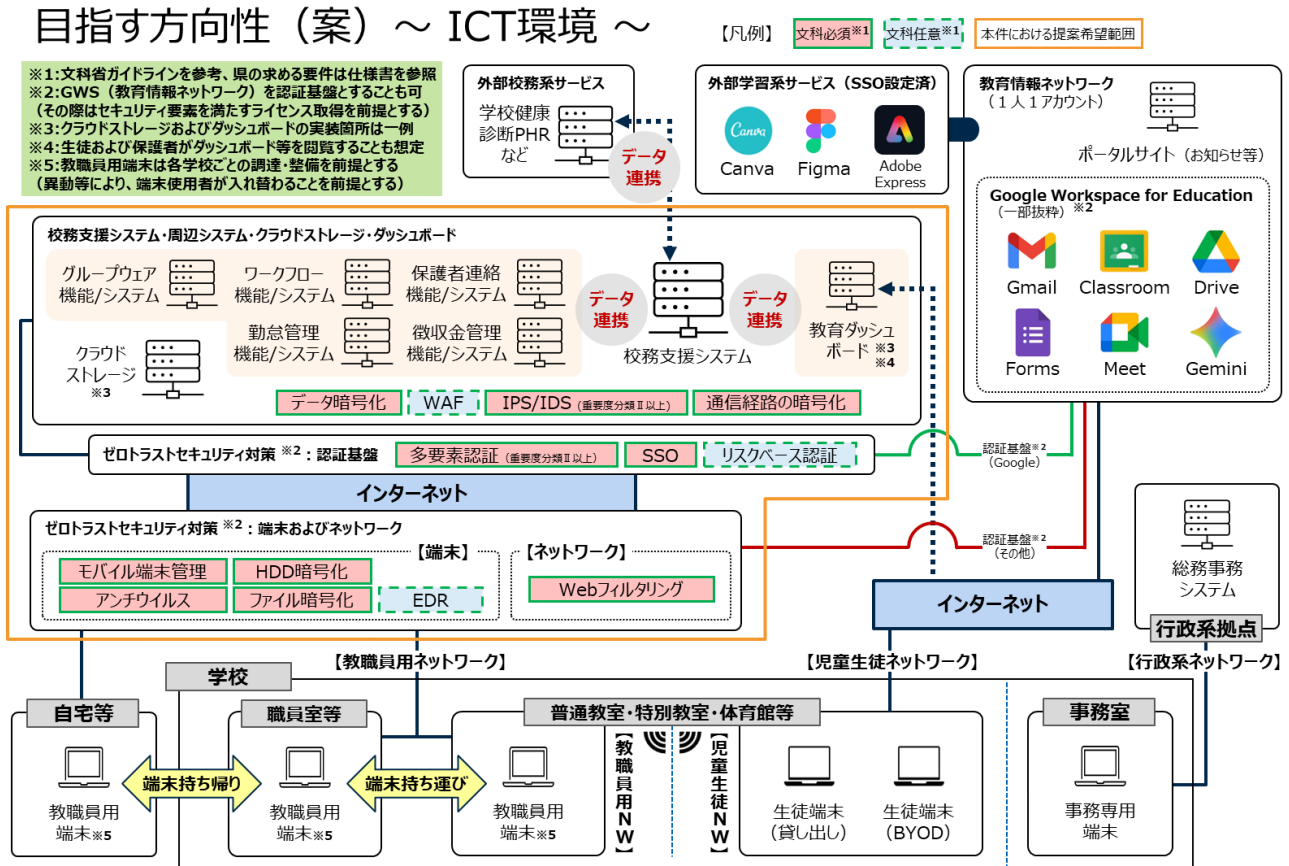 目指す方向性（案）～ ICT環境 ～
【凡例】
文科必須※1
文科任意※1
本件における提案希望範囲
※1:文科省ガイドラインを参考、県の求める要件は仕様書を参照
※2:GWS（教育情報ネットワーク）を認証基盤とすることも可
（その際はセキュリティ要素を満たすライセンス取得を前提とする）
※3:クラウドストレージおよびダッシュボードの実装箇所は一例
※4:生徒および保護者がダッシュボード等を閲覧することも想定
※5:教職員用端末は各学校ごとの調達・整備を前提とする
（異動等により、端末使用者が入れ替わることを前提とする）
外部校務系サービス
学校健康
診断PHR
など
データ
連携
外部学習系サービス（SSO設定済）
Canva
Canva
Figma
Adobe
Express
教育情報ネットワーク
（１人１アカウント）
ポータルサイト（お知らせ等）
Google Workspace for Education
（一部抜粋）※2
Gmail
Classroom
Drive
Forms
Meet
Gemini
校務支援システム・周辺システム・クラウドストレージ・ダッシュボード
グループウェア
機能/システム
ワークフロー
機能/システム
保護者連絡
機能/システム
勤怠管理
機能/システム
徴収金管理
機能/システム
クラウド
ストレージ
※3
データ
連携
校務支援システム
データ
連携
教育ダッシュ
ボード ※3
※4
データ暗号化
WAF
IPS/IDS（重要度分類Ⅱ以上）
通信経路の暗号化
ゼロトラストセキュリティ対策 ※2：認証基盤
多要素認証（重要度分類Ⅱ以上）
SSO
リスクベース認証
認証基盤※2
（Google）
インターネット
ゼロトラストセキュリティ対策 ※2：端末およびネットワーク
【端末】
モバイル端末管理
HDD暗号化
アンチウイルス
ファイル暗号化
EDR
【ネットワーク】
Webフィルタリング
認証基盤※2
（その他）
インターネット
総務事務
システム
行政系拠点
【教職員用ネットワーク】
【児童生徒ネットワーク】
【行政系ネットワーク】
学校
自宅等
職員室等
普通教室・特別教室・体育館等
事務室
教職員用
端末※5
端末持ち帰り
教職員用
端末※5
端末持ち運び
教職員用
端末※5
【教職員用NW】
【児童生徒NW】
生徒端末
（貸し出し）
生徒端末
（BYOD）
事務専用
端末